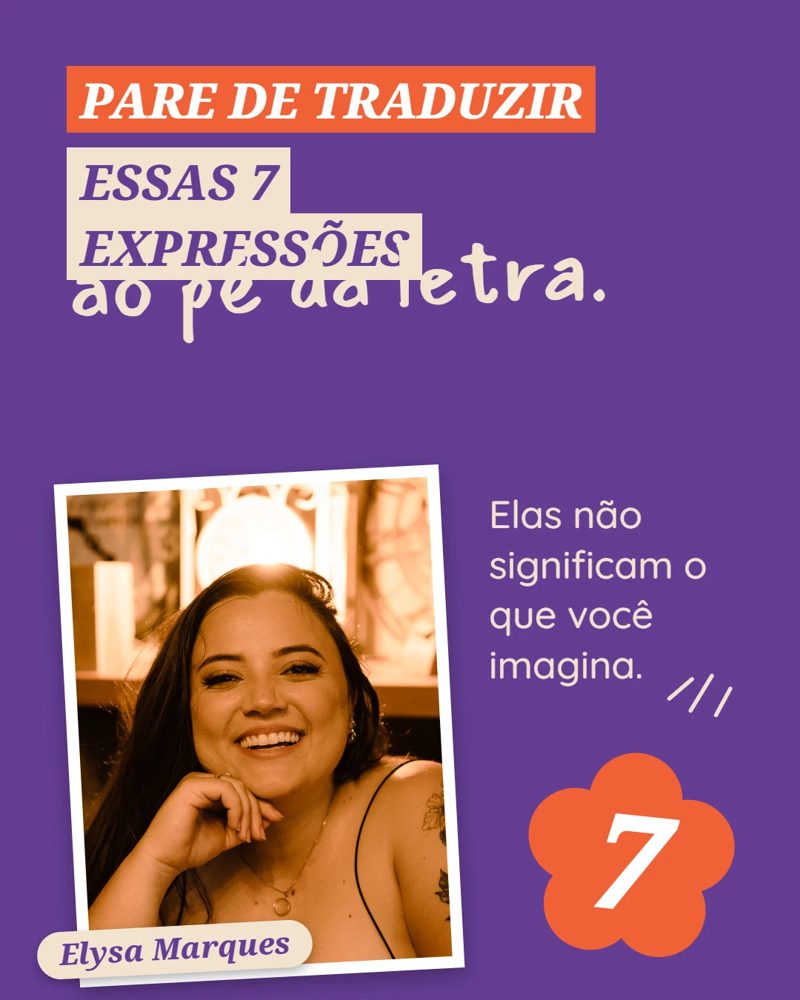 PARE DE TRADUZIR
ESSAS 7
EXPRESSÕES
ao pé da letra.
Elas não
significam o
que você
imagina.
7
Elysa Marques